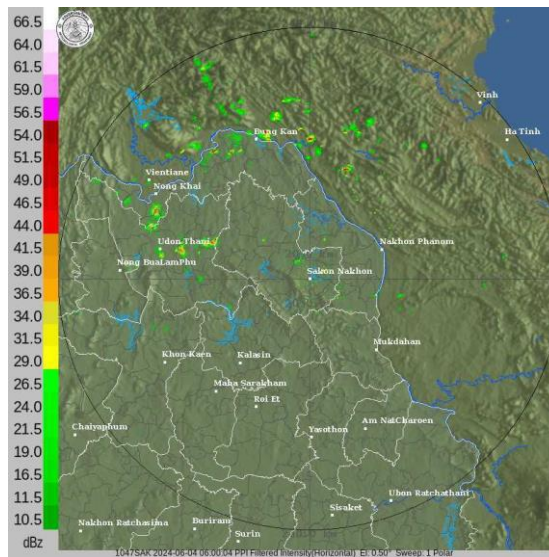 66.5
64.0
61.5
59.0
56.5
54.0
51.5
49.0
46.5
44.0
41.5
39.0
36.5
34.0
31.5
29.0
26.5
24.0
21.5
19.0
16.5
14.0
10.5
dBz
Vinh
Ha Tinh
Bung Kan
Vientiane
Nong Khai
Udon Thani
Nakhon Phanom
Nong BuaLamPhu
Sakon Nakhon
Mukdahan
Khon Kaen
Kalasin
Maha Sarakham
Roi Et
Chaiyaphum
Yasothon
Am NatCharoen
Ubon Ratchathani
Sisaket
Nakhon Ratchasima
Buriram
Surin
1047SAK 2024-06-04 06:00:04 PPI Filtered Intensity(Horizontal) El: 0.50° Sweep: 1 Polar